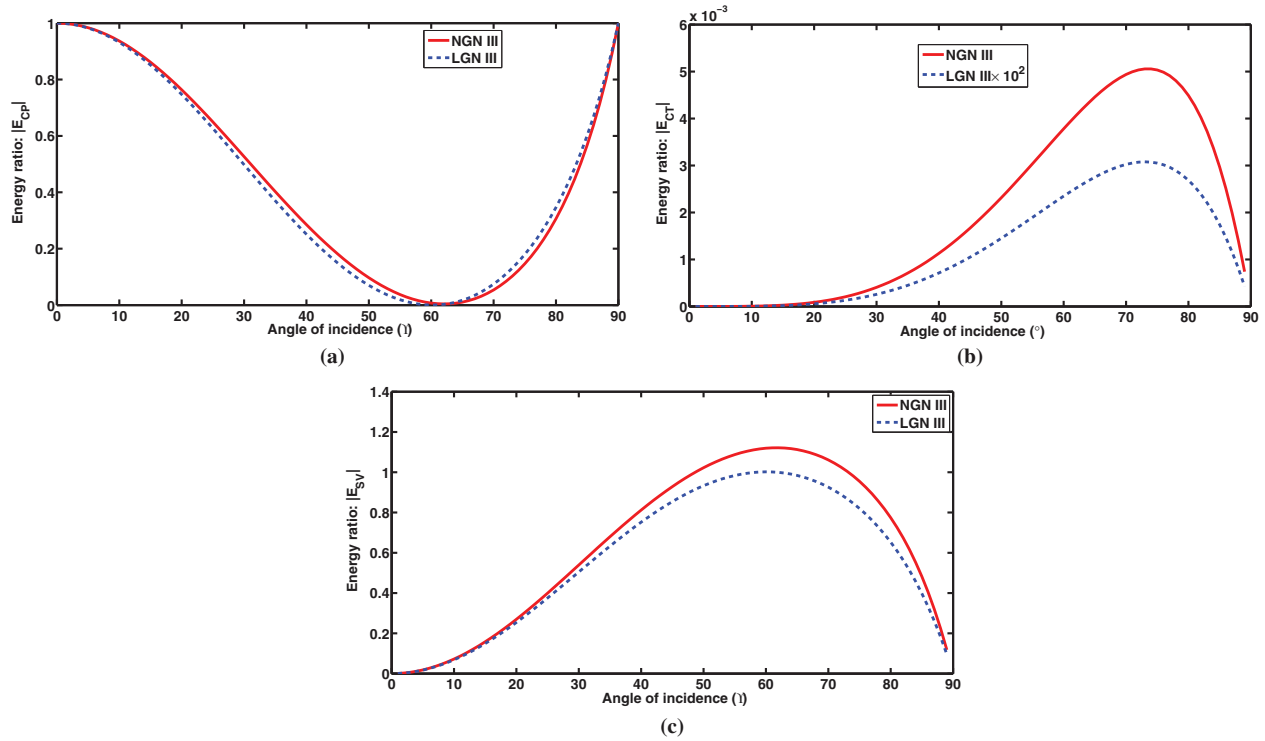 1
0.8
0.6
0.4
0.2
0
Energy ratio: |E_CP|
0 10 20 30 40 50 60 70 80 90
Angle of incidence (ϒ)
NGN III
LGN III
(a)
x 10⁻³
6
5
4
3
2
1
0
Energy ratio: |E_CT|
0 10 20 30 40 50 60 70 80 90
Angle of incidence (°)
NGN III
LGN III× 10²
(b)
1.4
1.2
1
0.8
0.6
0.4
0.2
0
Energy ratio: |E_SV|
0 10 20 30 40 50 60 70 80 90
Angle of incidence (ϒ)
NGN III
LGN III
(c)